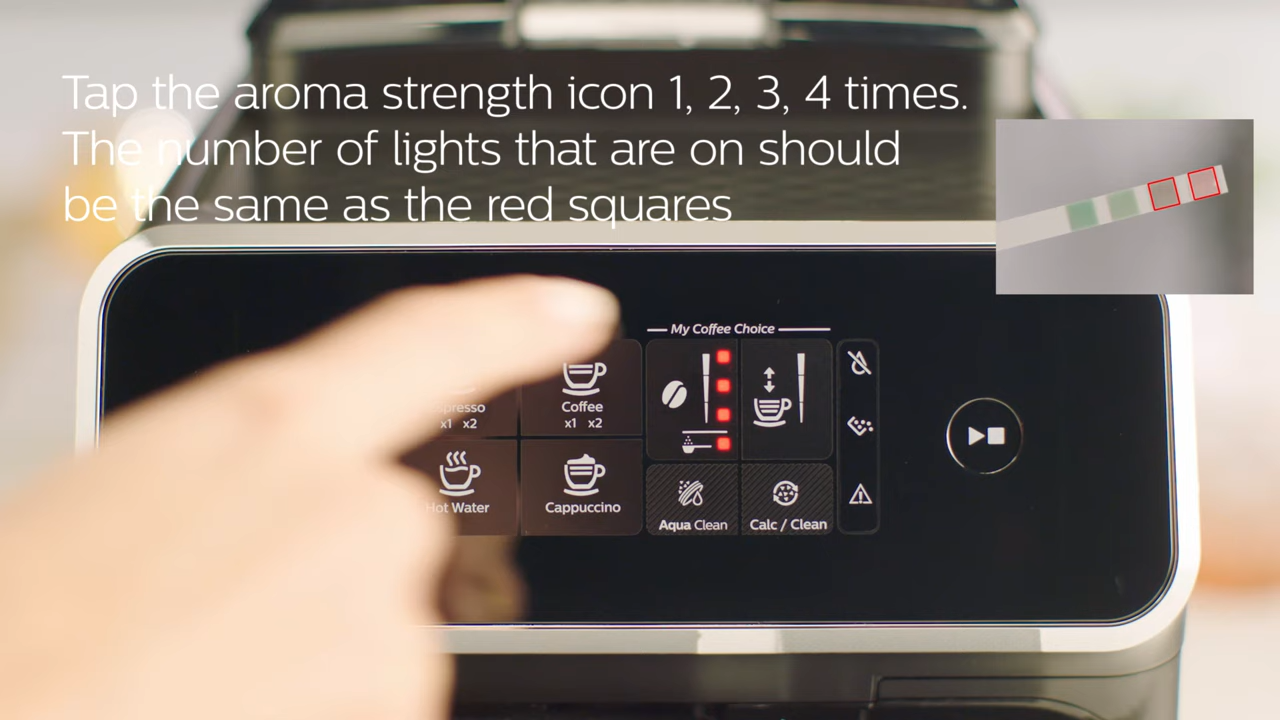 Tap the aroma strength icon 1, 2, 3, 4 times.
The number of lights that are on should
be the same as the red squares
My Coffee Choice
Coffee
x1 x2
x1 x2
Hot Water
Cappuccino
Aqua Clean
Calc / Clean